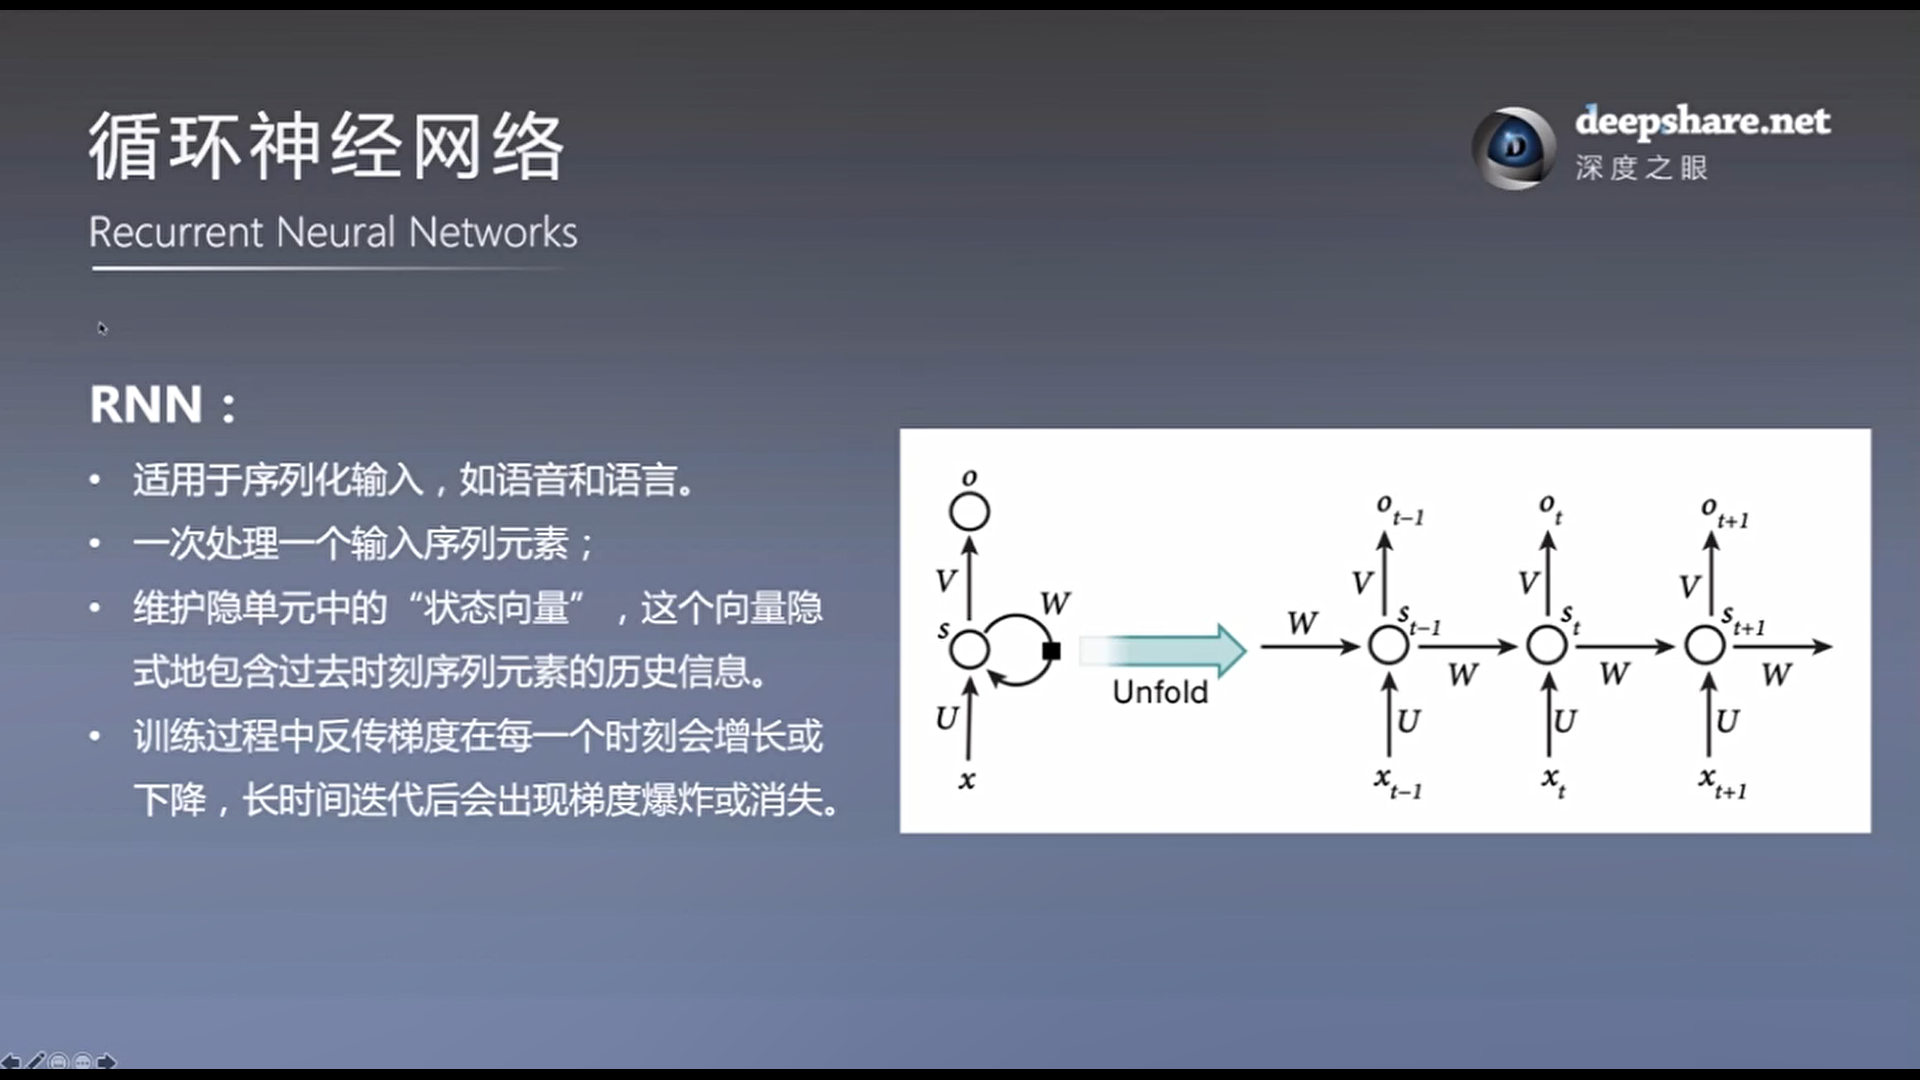 循环神经网络
Recurrent Neural Networks
deepshare.net
深度之眼
RNN：
• 适用于序列化输入，如语音和语言。
• 一次处理一个输入序列元素；
• 维护隐单元中的“状态向量”，这个向量隐
式地包含过去时刻序列元素的历史信息。
• 训练过程中反传梯度在每一个时刻会增长或
下降，长时间迭代后会出现梯度爆炸或消失。
o
V
W
s
U
x
Unfold
o_{t-1} o_t o_{t+1}
V V V
W s_{t-1} s_t s_{t+1}
W W W
U U U
x_{t-1} x_t x_{t+1}